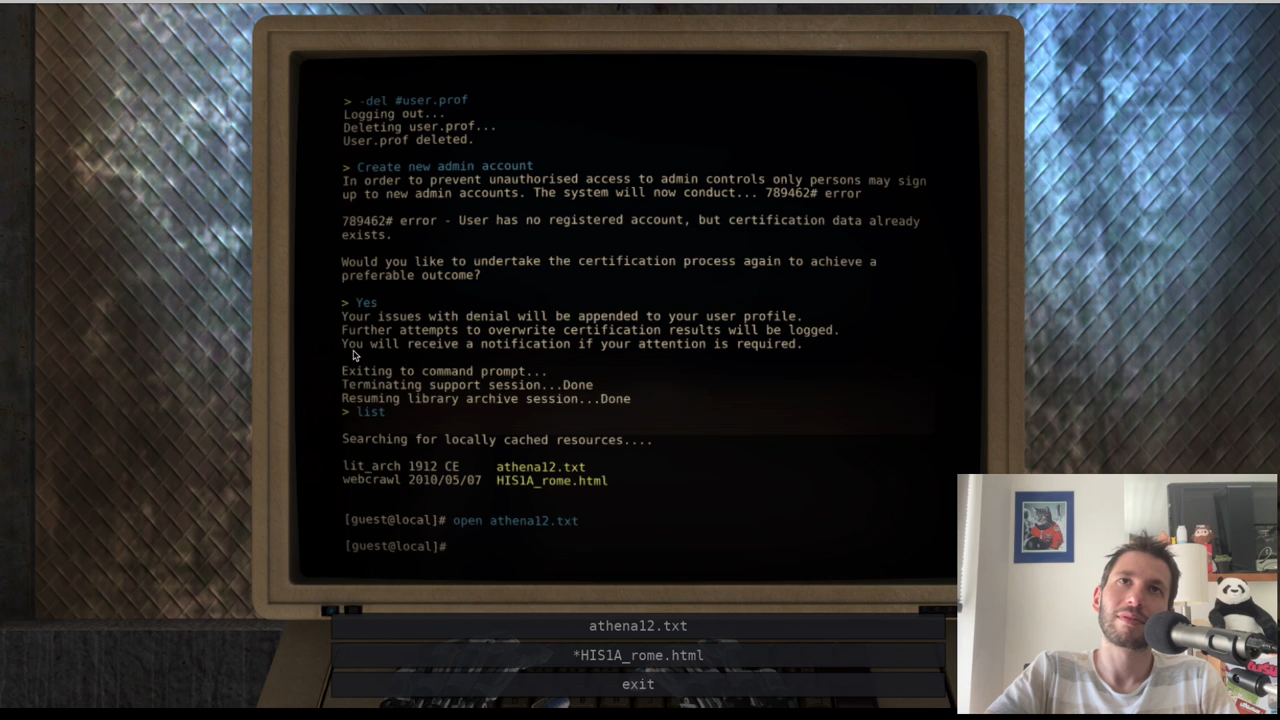 > -del #user.prof
Logging out...
Deleting user.prof...
User.prof deleted.
> Create new admin account
In order to prevent unauthorised access to admin controls only persons may sign
up to new admin accounts. The system will now conduct... 789462# error
789462# error - User has no registered account, but certification data already
exists.
Would you like to undertake the certification process again to achieve a
preferable outcome?
> Yes
Your issues with denial will be appended to your user profile.
Further attempts to overwrite certification results will be logged.
You will receive a notification if your attention is required.
Exiting to command prompt...
Terminating support session...Done
Resuming library archive session...Done
> list
Searching for locally cached resources....
lit_arch 1912 CE athena12.txt
webcrawl 2010/05/07 HIS1A_rome.html
[guest@local]# open athena12.txt
[guest@local]#
athena12.txt
*HIS1A_rome.html
exit